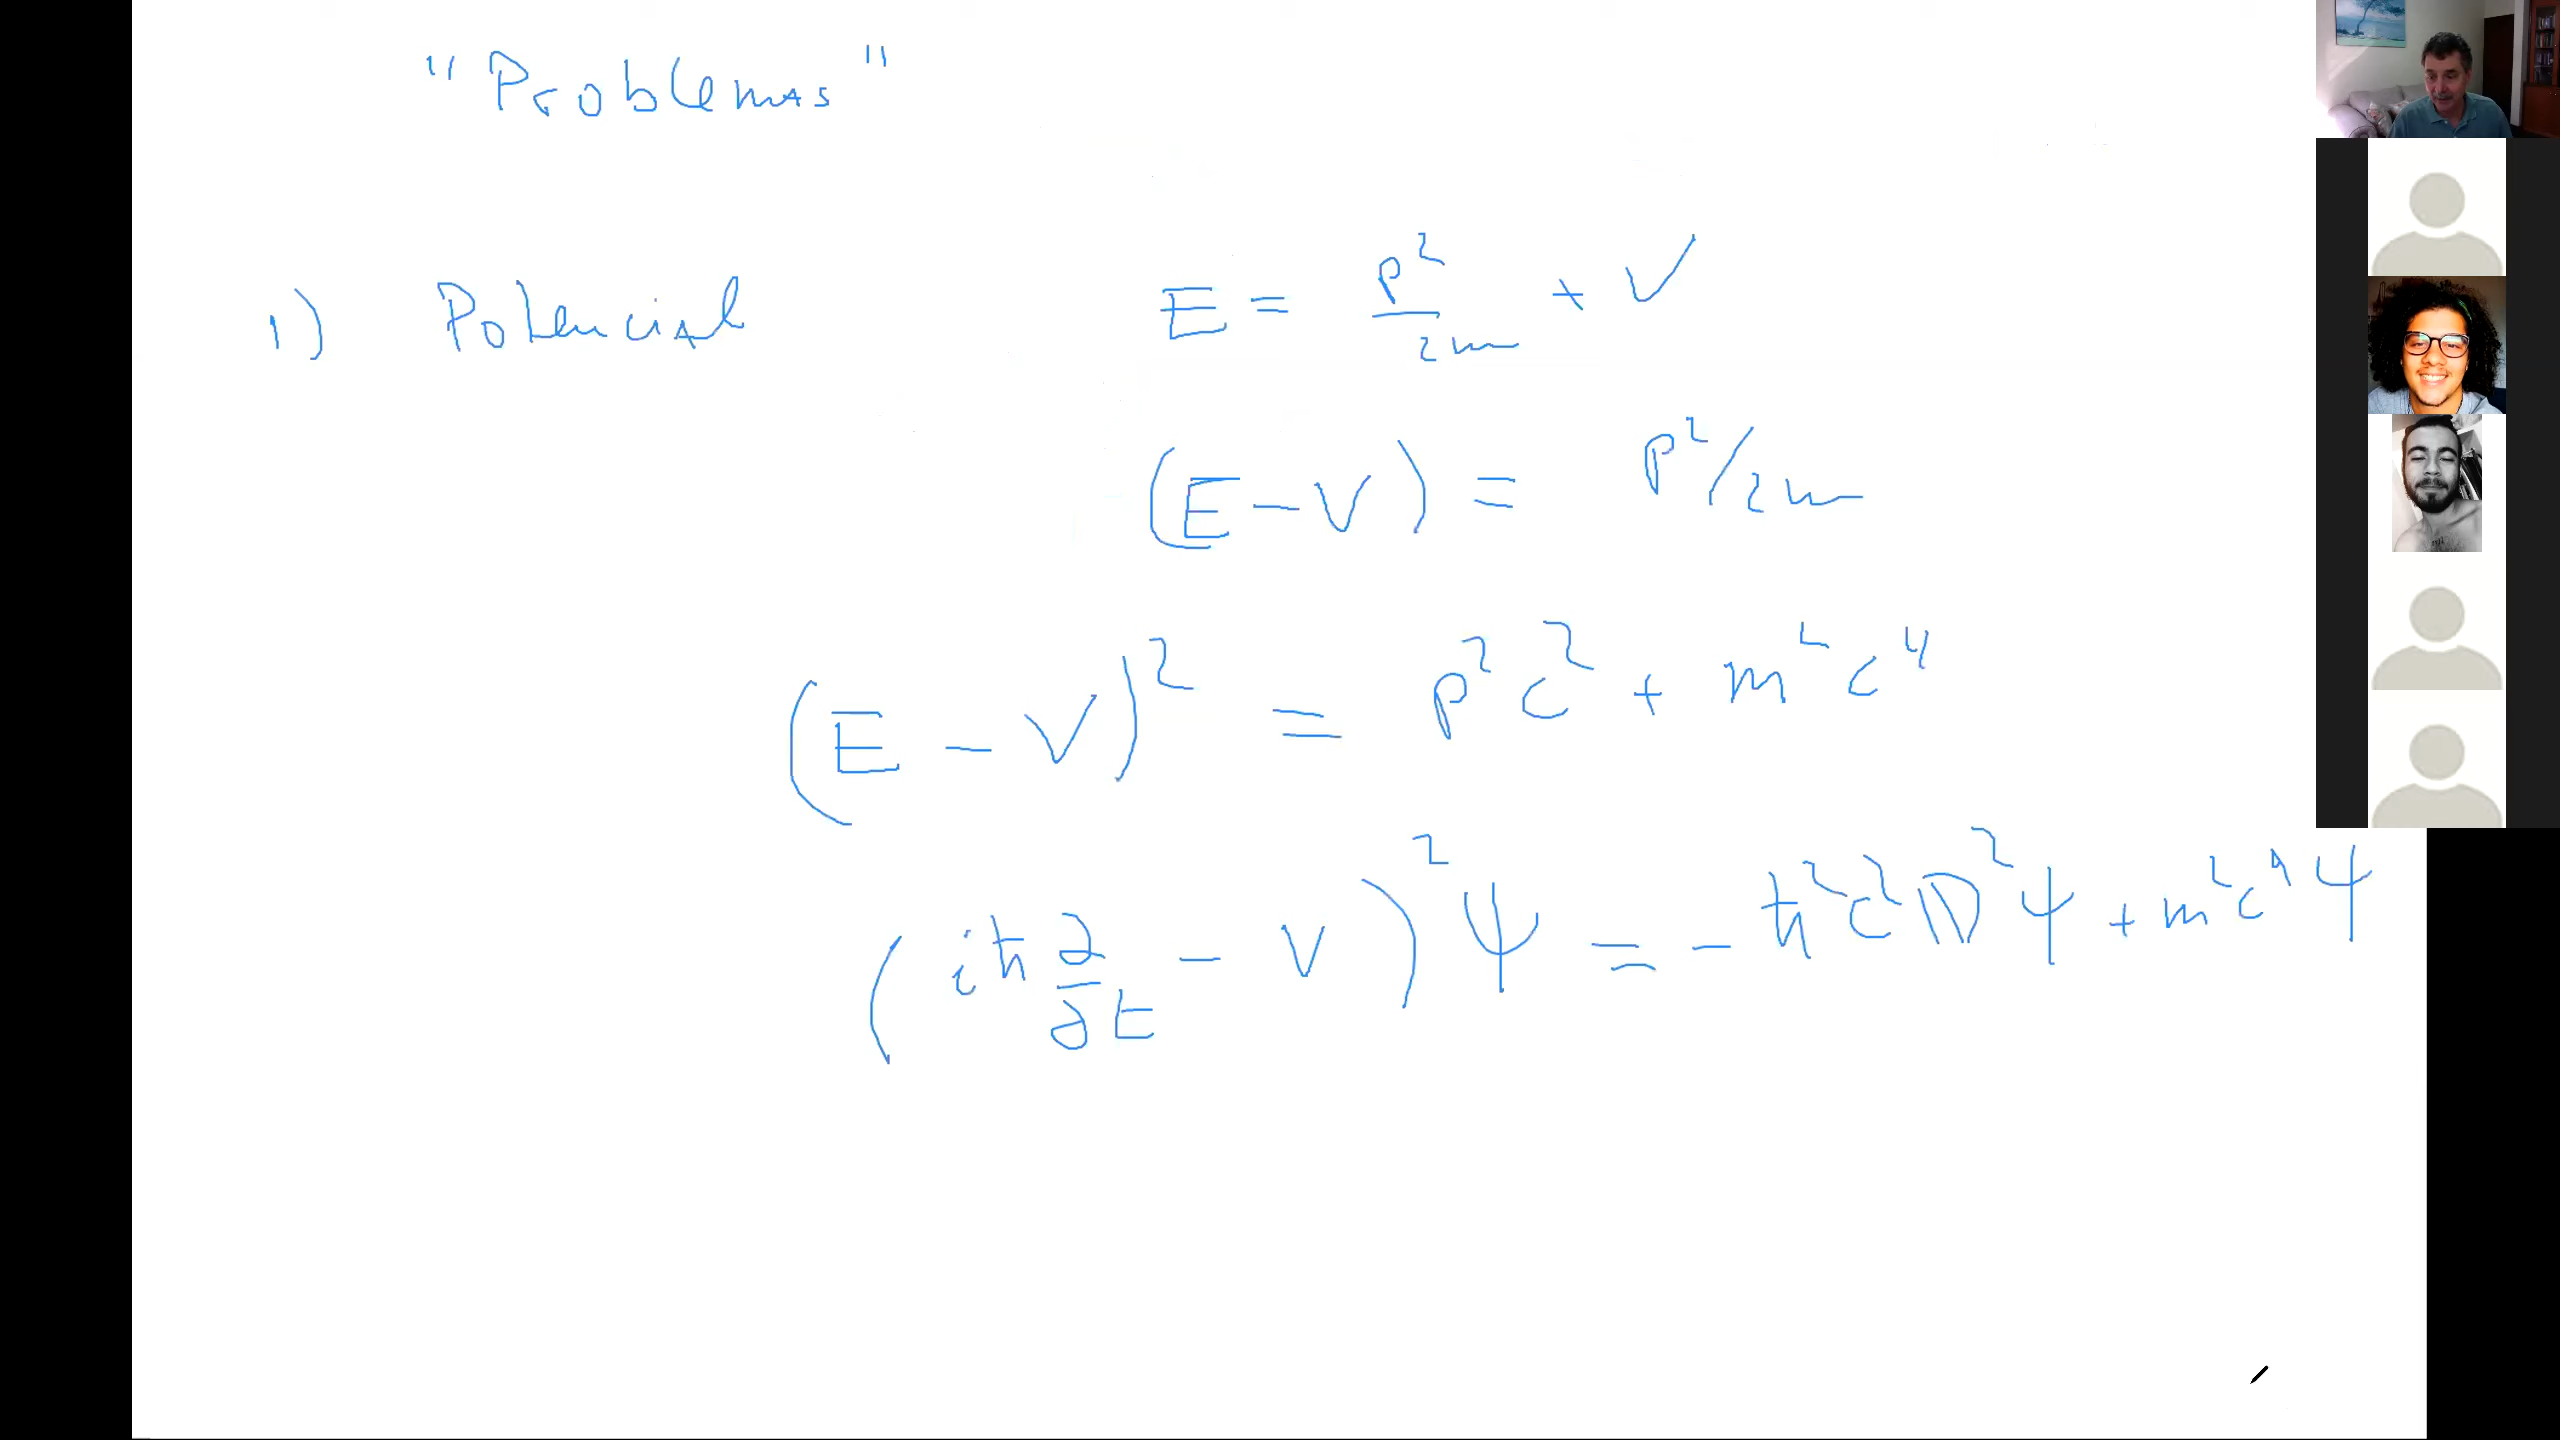 "Problemas"
1) Potencial
E = p²/2m + V
(E - V) = p²/2m
(E - V)² = p²c² + m²c⁴
(iħ ∂/∂t - V)² Ψ = -ħ²c²∇²Ψ + m²c⁴Ψ